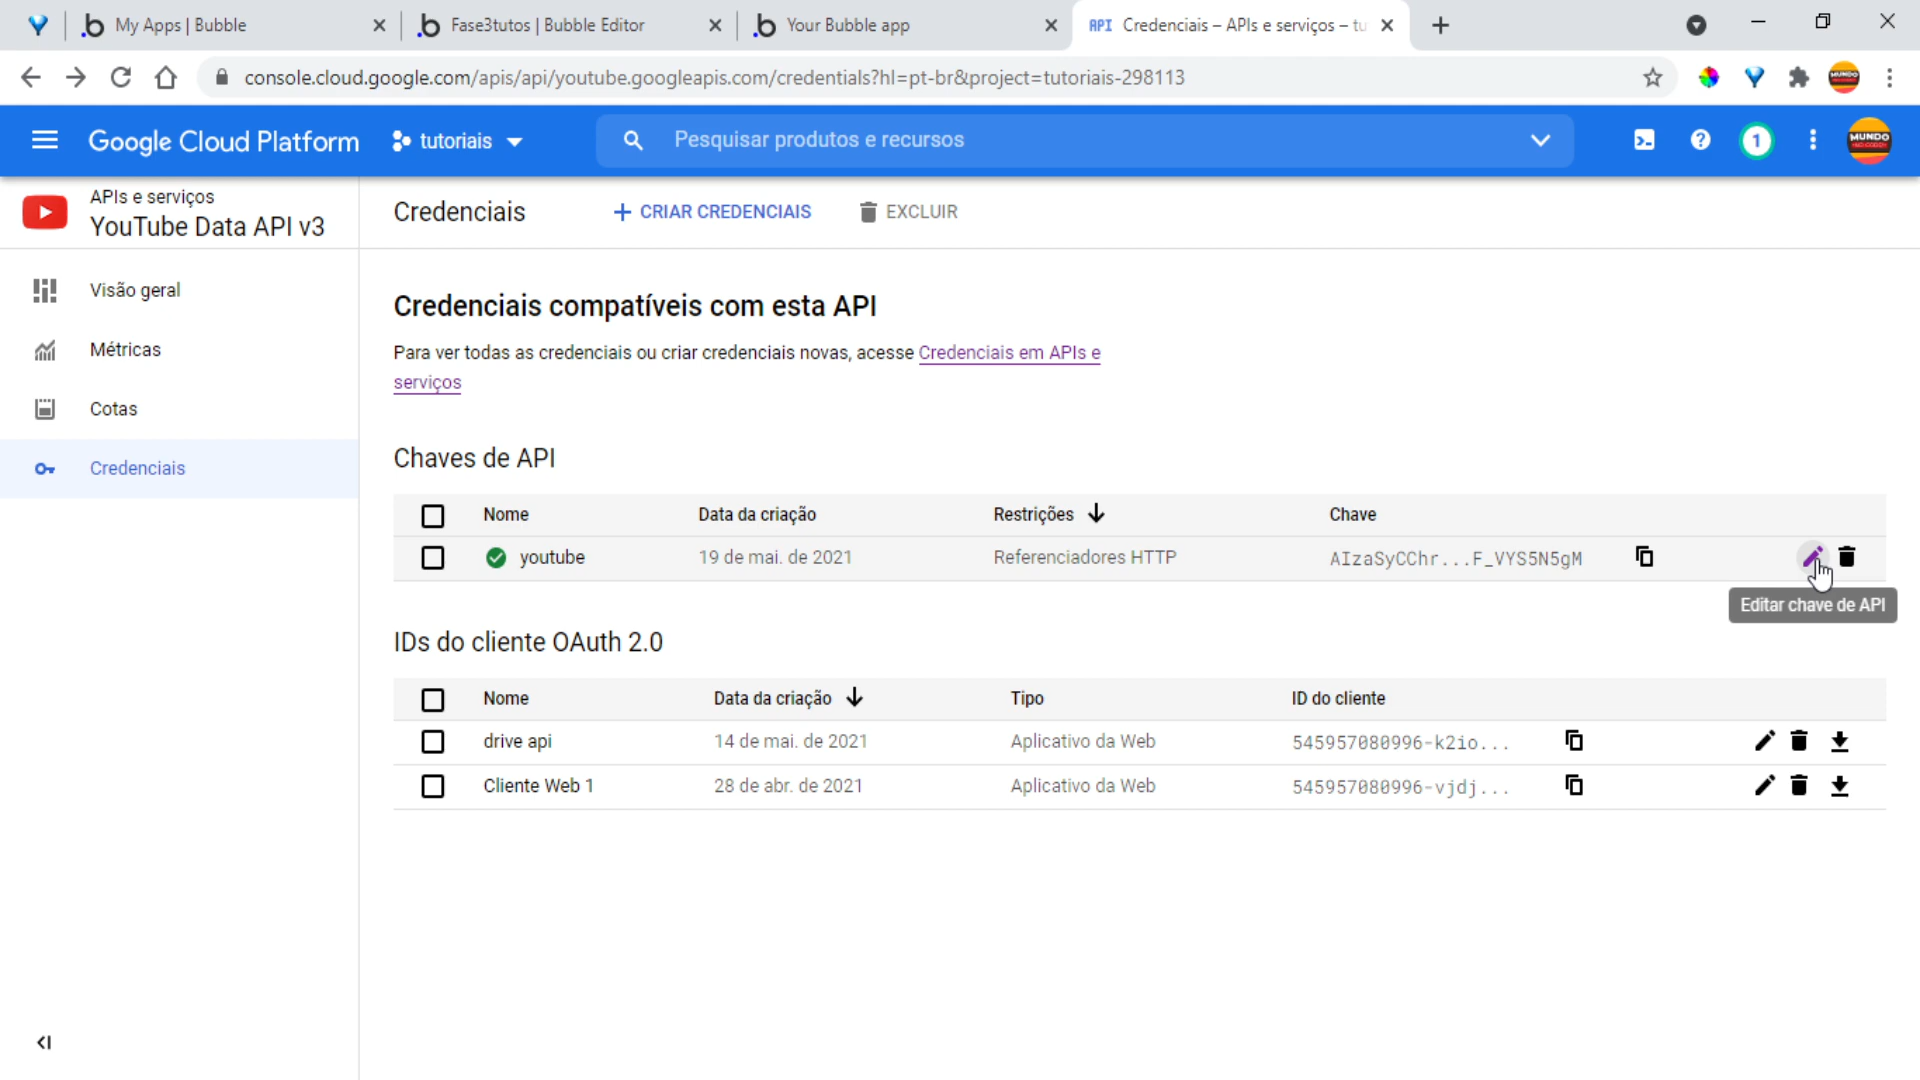 My Apps | Bubble
Fase3tutos | Bubble Editor
Your Bubble app
API Credenciais – APIs e serviços – tu
console.cloud.google.com/apis/api/youtube.googleapis.com/credentials?hl=pt-br&project=tutoriais-298113
Google Cloud Platform
tutoriais
Pesquisar produtos e recursos
1
MUNDO
APIs e serviços
YouTube Data API v3
Credenciais
+ CRIAR CREDENCIAIS
EXCLUIR
Visão geral
Métricas
Cotas
Credenciais
Credenciais compatíveis com esta API
Para ver todas as credenciais ou criar credenciais novas, acesse Credenciais em APIs e
serviços
Chaves de API
Nome Data da criação Restrições Chave
youtube 19 de mai. de 2021 Referenciadores HTTP AIzaSyCChr...F_VYS5N5gM
Editar chave de API
IDs do cliente OAuth 2.0
Nome Data da criação Tipo ID do cliente
drive api 14 de mai. de 2021 Aplicativo da Web 545957080996-k2io...
Cliente Web 1 28 de abr. de 2021 Aplicativo da Web 545957080996-vjdj...